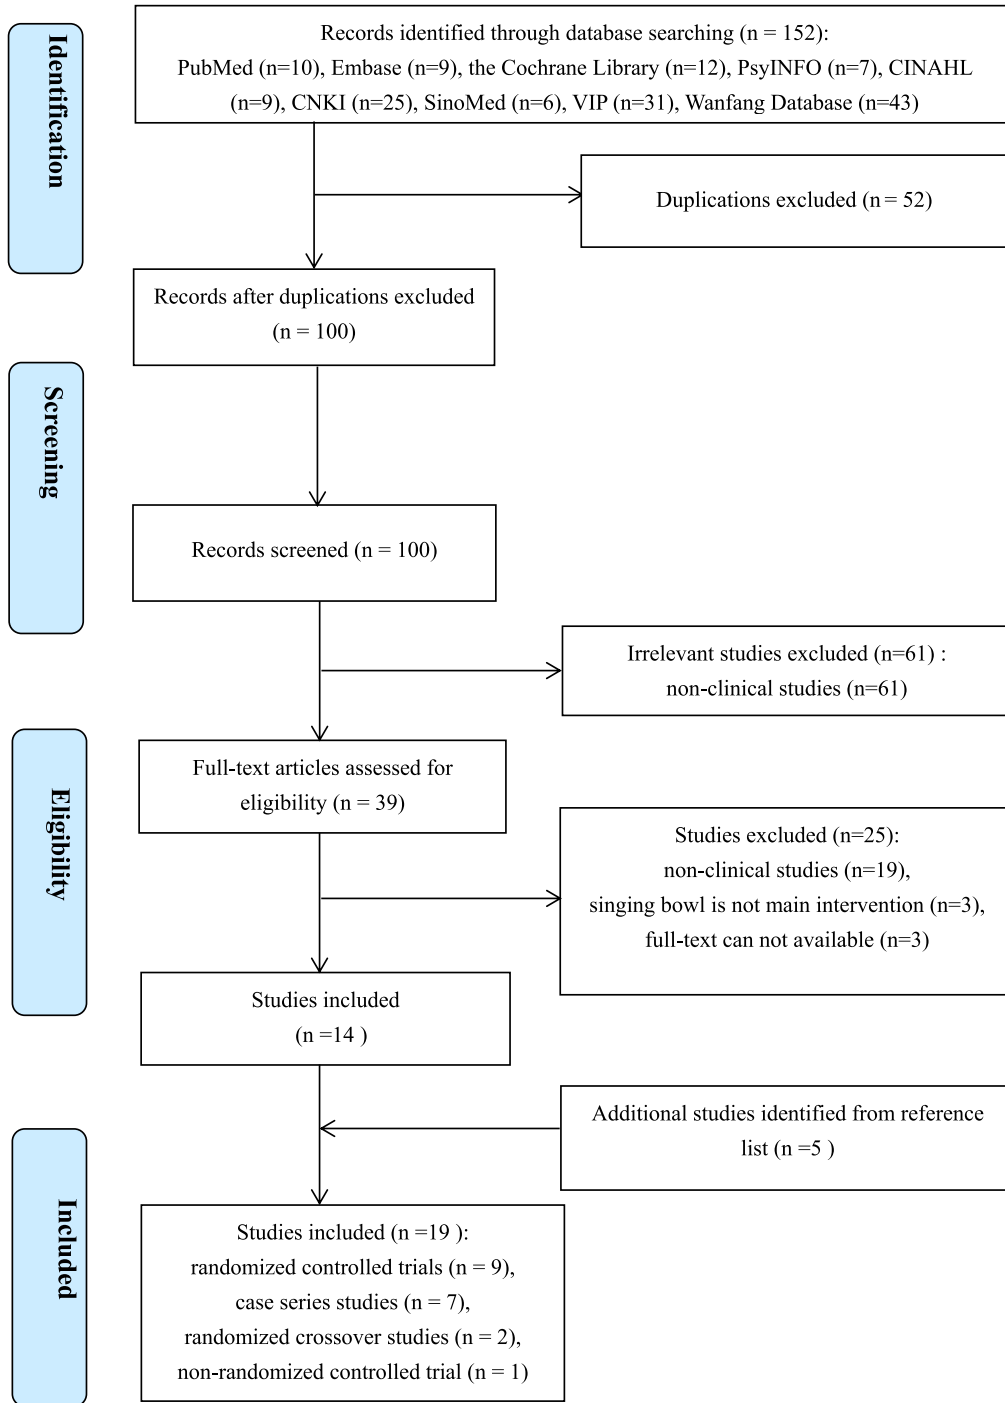 Identification
Records identified through database searching (n = 152):
PubMed (n=10), Embase (n=9), the Cochrane Library (n=12), PsyINFO (n=7), CINAHL
(n=9), CNKI (n=25), SinoMed (n=6), VIP (n=31), Wanfang Database (n=43)
Duplications excluded (n = 52)
Records after duplications excluded
(n = 100)
Screening
Records screened (n = 100)
Irrelevant studies excluded (n=61) :
non-clinical studies (n=61)
Eligibility
Full-text articles assessed for
eligibility (n = 39)
Studies excluded (n=25):
non-clinical studies (n=19),
singing bowl is not main intervention (n=3),
full-text can not available (n=3)
Studies included
(n =14 )
Additional studies identified from reference
list (n =5 )
Included
Studies included (n =19 ):
randomized controlled trials (n = 9),
case series studies (n = 7),
randomized crossover studies (n = 2),
non-randomized controlled trial (n = 1)